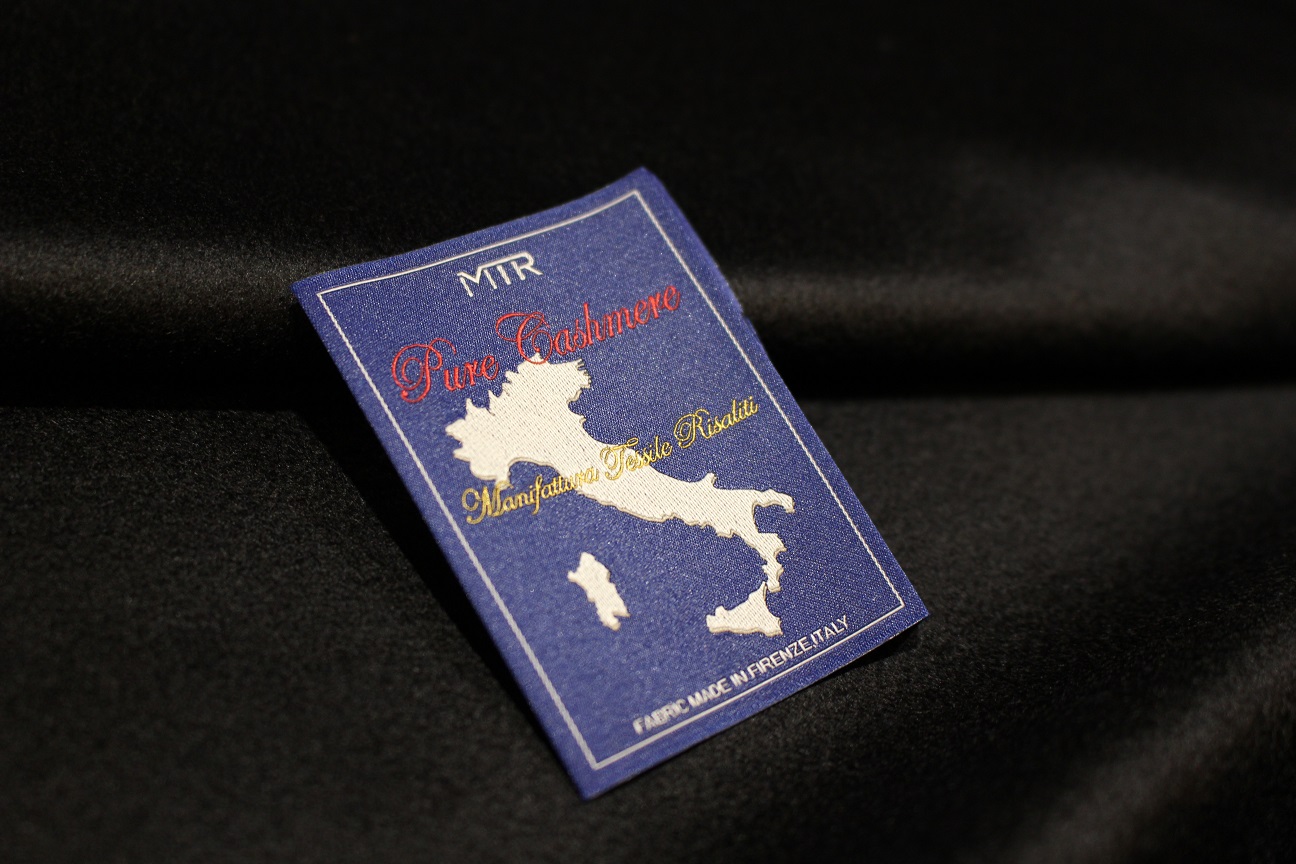 MTR
Pure Cashmere
Manifattura Tessile Risaliti
FABRIC MADE IN FIRENZE,ITALY